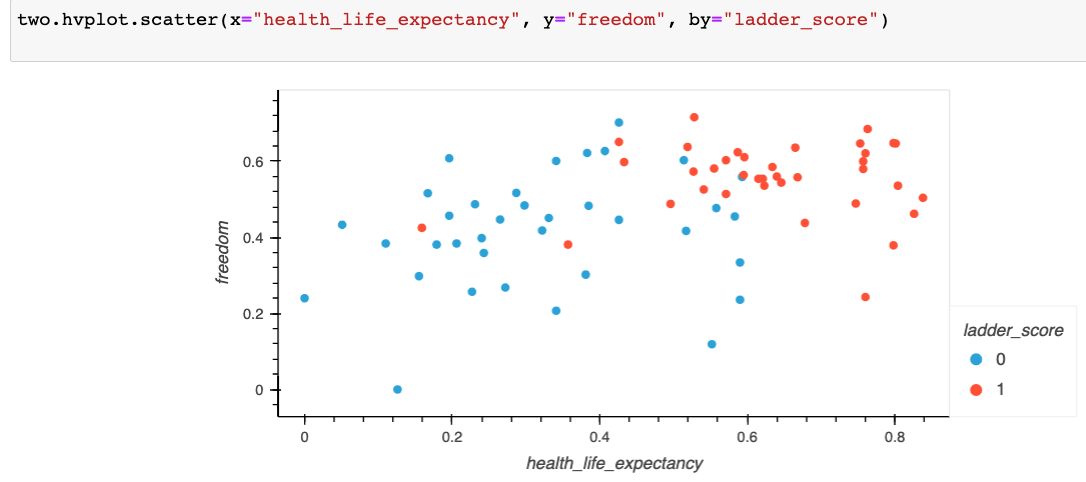 two.hvplot.scatter(x="health_life_expectancy", y="freedom", by="ladder_score")
freedom
0.6
0.4
0.2
0
0
0.2
0.4
0.6
0.8
health_life_expectancy
ladder_score
0
1